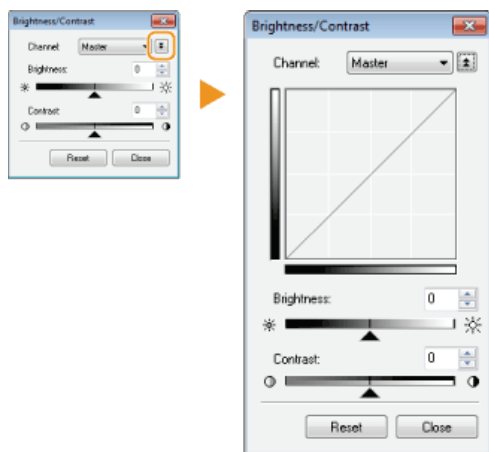 Brightness/Contrast
Channel: Master
Brightness: 0
Contrast: 0
Reset Close
Brightness/Contrast
Channel: Master
Brightness: 0
Contrast: 0
Reset Close